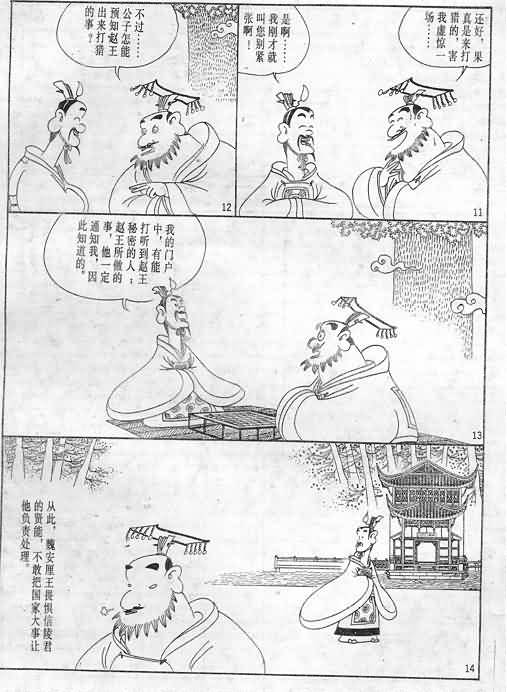 还好，果
真是来打
猎的，害
我虚惊一
场…
是啊……
我刚才就
叫您别紧
张啊！
11
不过……
公子怎能
预知赵王
出来打猎
的事？
12
我的门户
中，有能
打听到赵王
秘密的人；
赵王所做的
事，他一定
通知我，因
此知道的。
13
从此，魏安厘王畏惧信陵君
的贤能，不敢把国家大事让
他负责处理。
14